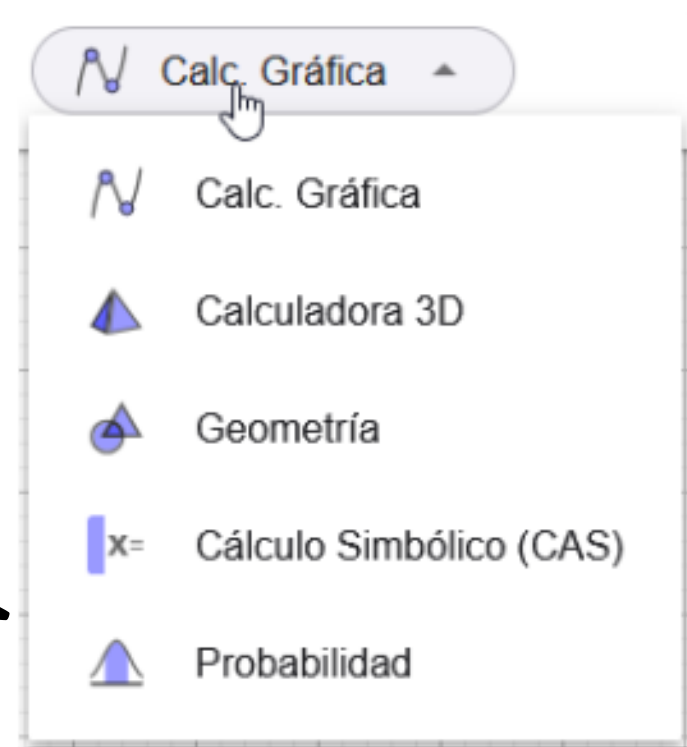 Calc. Gráfica
Calc. Gráfica
Calculadora 3D
Geometría
x=
Cálculo Simbólico (CAS)
Probabilidad